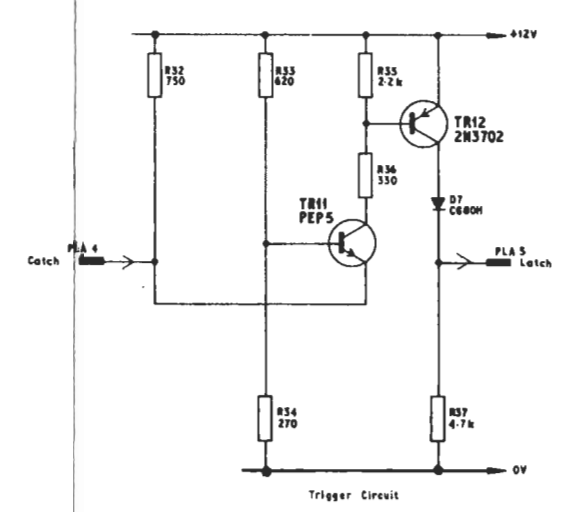 +12V
R32
750
R33
620
R35
2·2k
TR12
2N3702
R36
330
TR11
PEP5
D7
C680H
PLA 4
Catch
PLA 5
Latch
R34
270
R37
4·7k
0V
Trigger Circuit